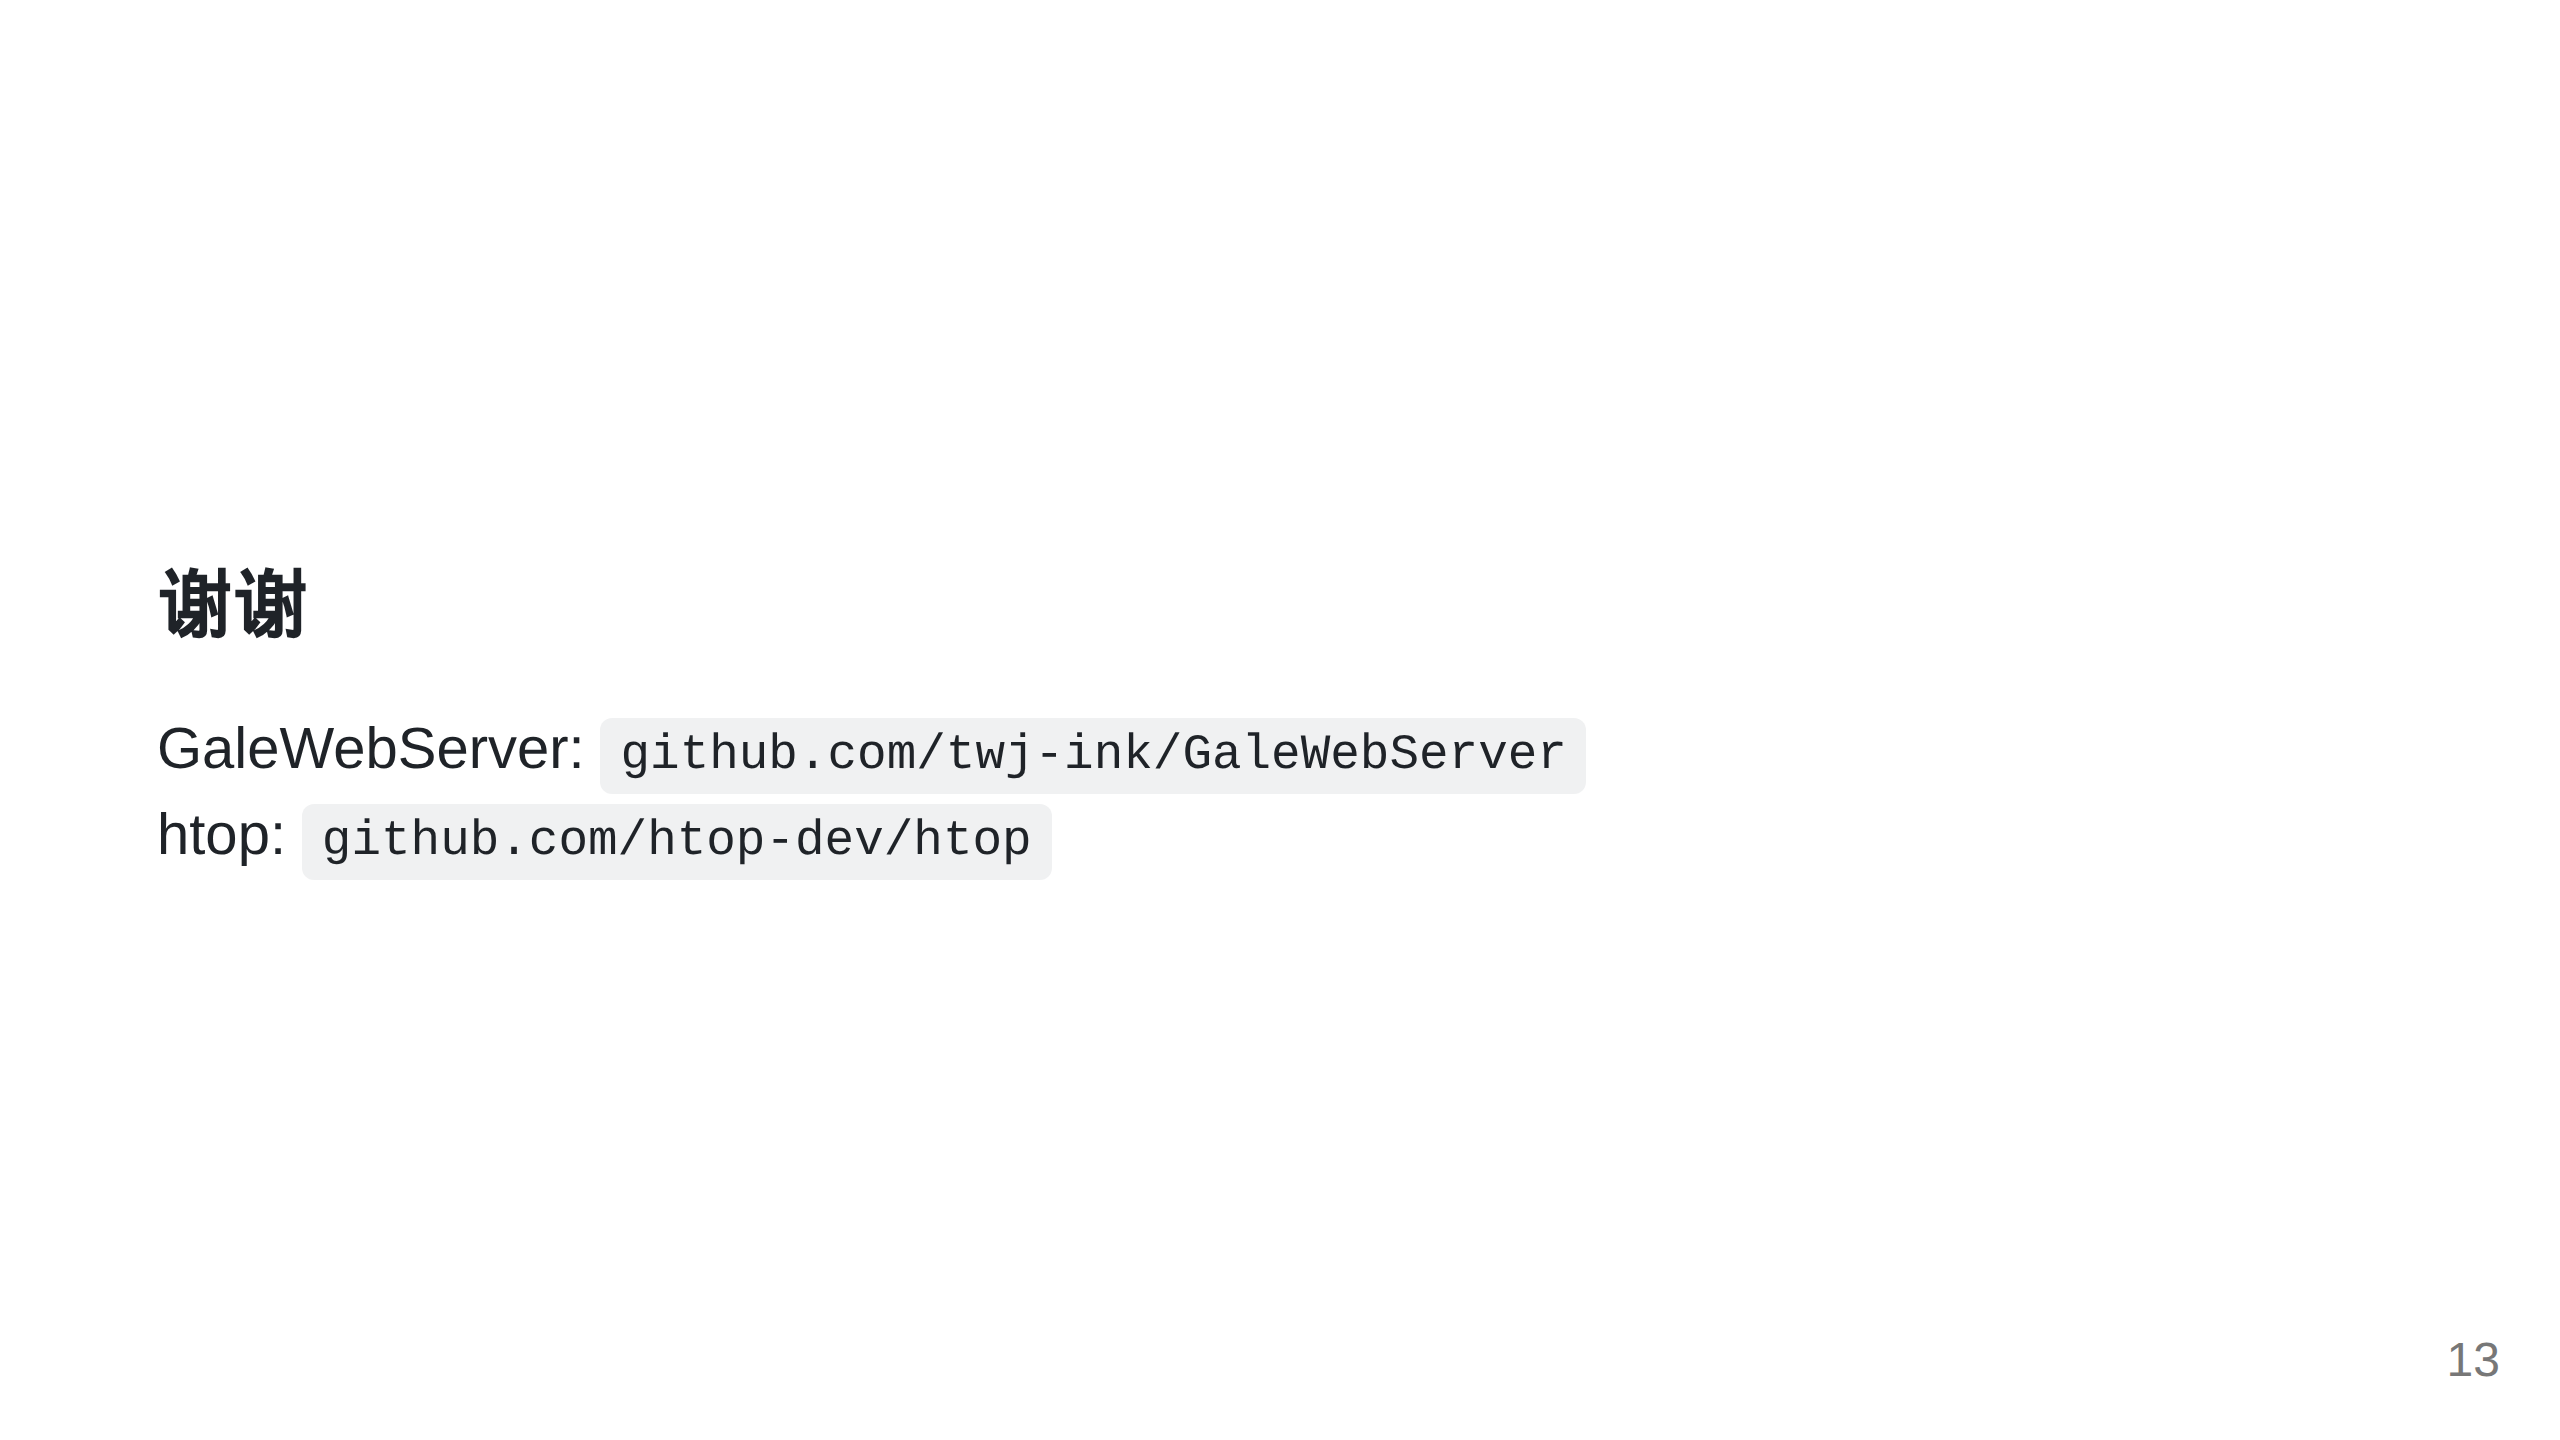 谢谢
GaleWebServer: github.com/twj-ink/GaleWebServer
htop: github.com/htop-dev/htop
13